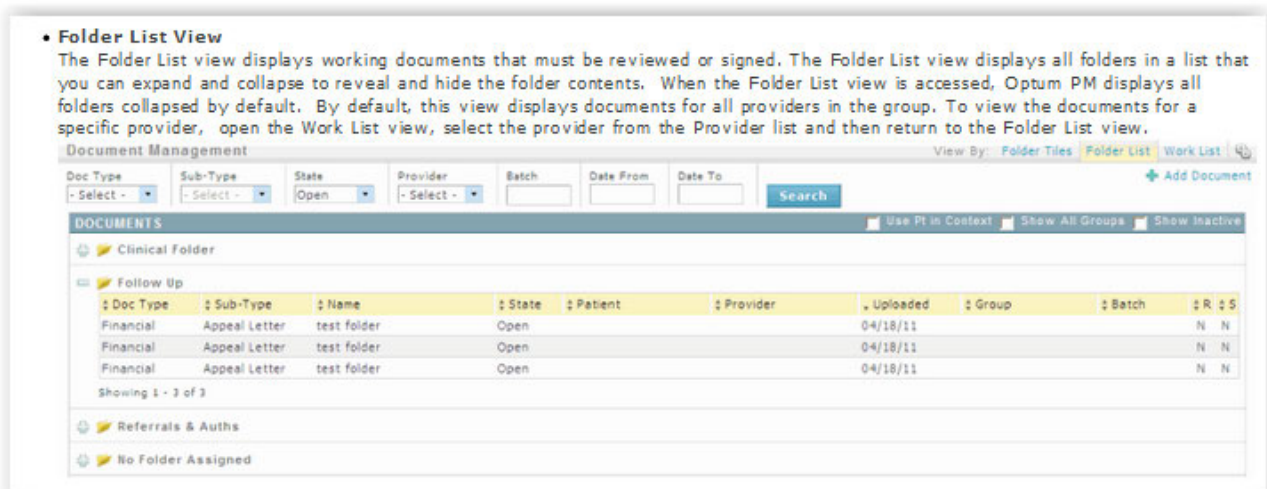 • Folder List View
The Folder List view displays working documents that must be reviewed or signed. The Folder List view displays all folders in a list that
you can expand and collapse to reveal and hide the folder contents.  When the Folder List view is accessed, Optum PM displays all
folders collapsed by default.  By default, this view displays documents for all providers in the group. To view the documents for a
specific provider,  open the Work List view, select the provider from the Provider list and then return to the Folder List view.
Document Management View By: Folder Tiles Folder List Work List
Doc Type Sub-Type State Provider Batch Date From Date To Add Document
- Select - - Select - Open - Select - Search
DOCUMENTS Use Pt in Context Show All Groups Show Inactive
Clinical Folder
Follow Up
Doc Type Sub-Type Name State Patient Provider Uploaded Group Batch R S
Financial Appeal Letter test folder Open 04/18/11 N N
Financial Appeal Letter test folder Open 04/18/11 N N
Financial Appeal Letter test folder Open 04/18/11 N N
Showing 1 - 3 of 3
Referrals & Auths
No Folder Assigned